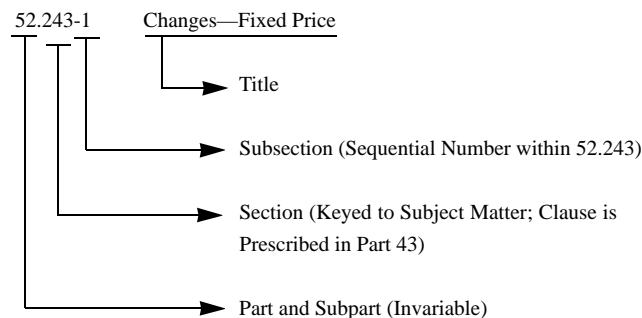 52.243-1 Changes—Fixed Price
Title
Subsection (Sequential Number within 52.243)
Section (Keyed to Subject Matter; Clause is
Prescribed in Part 43)
Part and Subpart (Invariable)